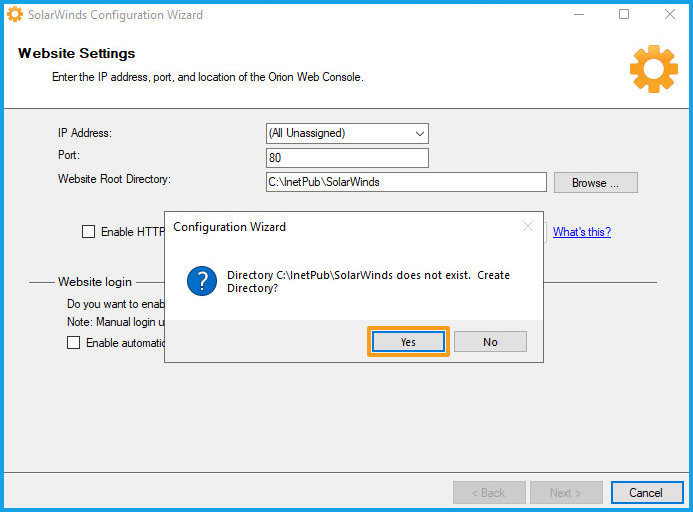 SolarWinds Configuration Wizard
Website Settings
Enter the IP address, port, and location of the Orion Web Console.
IP Address:
(All Unassigned)
Port:
80
Website Root Directory:
C:\InetPub\SolarWinds
Browse ...
Enable HTTP
What's this?
Configuration Wizard
Directory C:\InetPub\SolarWinds does not exist. Create
Directory?
Yes
No
Website login
Do you want to enab
Note: Manual login u
Enable automatic
< Back
Next >
Cancel